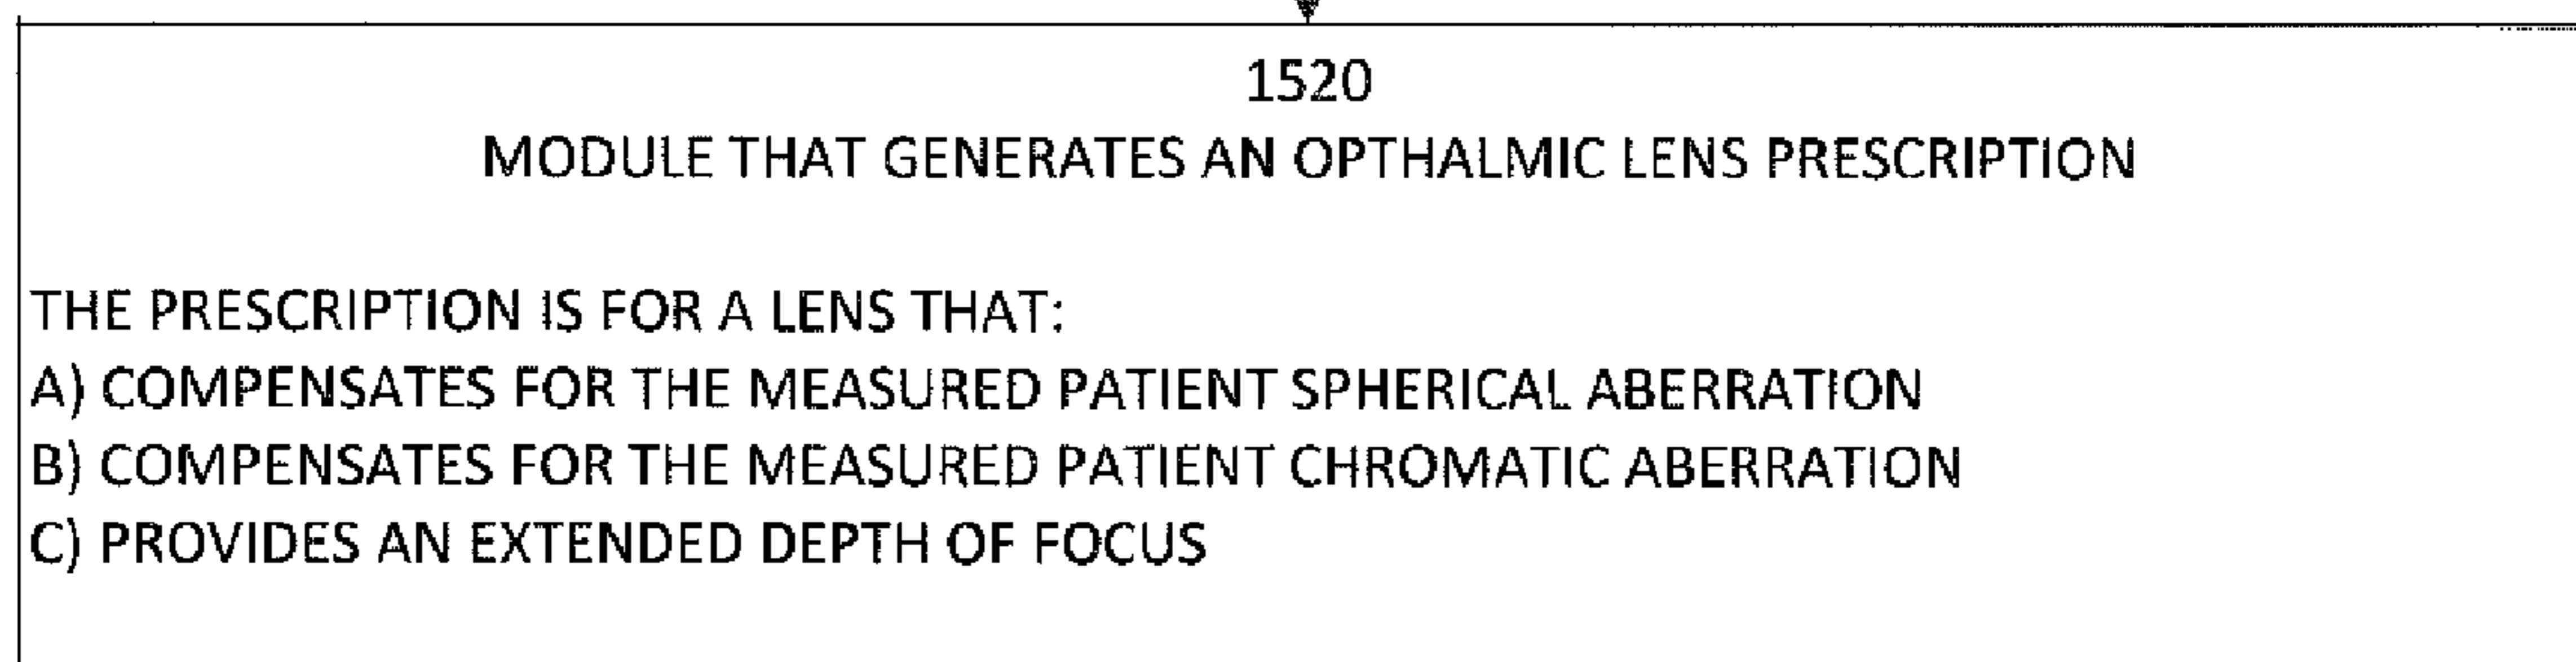 1520
MODULE THAT GENERATES AN OPTHALMIC LENS PRESCRIPTION
THE PRESCRIPTION IS FOR A LENS THAT:
A) COMPENSATES FOR THE MEASURED PATIENT SPHERICAL ABERRATION
B) COMPENSATES FOR THE MEASURED PATIENT CHROMATIC ABERRATION
C) PROVIDES AN EXTENDED DEPTH OF FOCUS